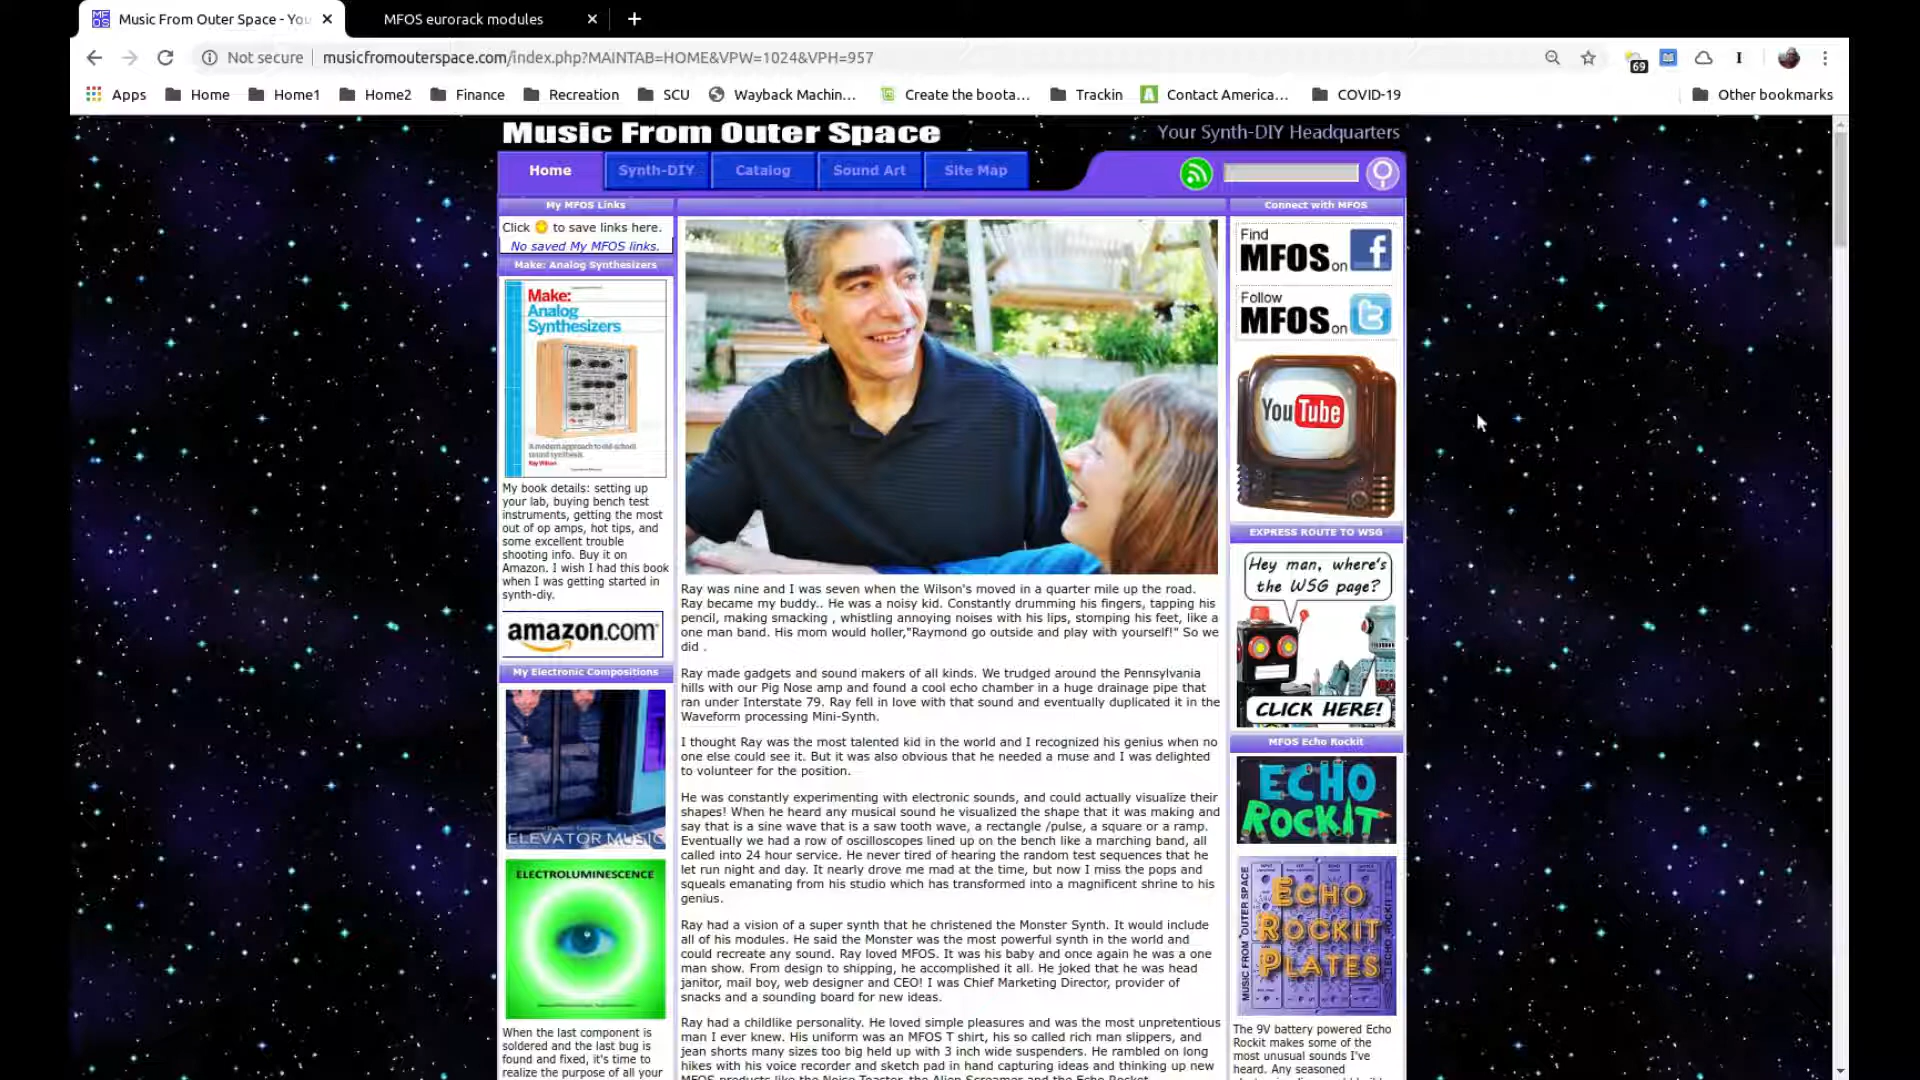 Music From Outer Space - You
MFOS eurorack modules
Not secure
musicfromouterspace.com/index.php?MAINTAB=HOME&VPW=1024&VPH=957
69
Apps
Home
Home1
Home2
Finance
Recreation
SCU
Wayback Machin...
Create the boota...
Trackin
Contact America...
COVID-19
Other bookmarks
Music From Outer Space
Your Synth-DIY Headquarters
Home
Synth-DIY
Catalog
Sound Art
Site Map
My MFOS Links
Click to save links here.
No saved My MFOS links.
Make: Analog Synthesizers
Make:
Analog
Synthesizers
A modern approach to old-school
sound synthesis.
Ray Wilson
My book details: setting up
your lab, buying bench test
instruments, getting the most
out of op amps, hot tips, and
some excellent trouble
shooting info. Buy it on
Amazon. I wish I had this book
when I was getting started in
synth-diy.
amazon.com
My Electronic Compositions
ELEVATOR MUSIC
ELECTROLUMINESCENCE
When the last component is
soldered and the last bug is
found and fixed, it's time to
realize the purpose of all your
Ray was nine and I was seven when the Wilson's moved in a quarter mile up the road.
Ray became my buddy.. He was a noisy kid. Constantly drumming his fingers, tapping his
pencil, making smacking , whistling annoying noises with his lips, stomping his feet, like a
one man band. His mom would holler,"Raymond go outside and play with yourself!" So we
did .
Ray made gadgets and sound makers of all kinds. We trudged around the Pennsylvania
hills with our Pig Nose amp and found a cool echo chamber in a huge drainage pipe that
ran under Interstate 79. Ray fell in love with that sound and eventually duplicated it in the
Waveform processing Mini-Synth.
I thought Ray was the most talented kid in the world and I recognized his genius when no
one else could see it. But it was also obvious that he needed a muse and I was delighted
to volunteer for the position.
He was constantly experimenting with electronic sounds, and could actually visualize their
shapes! When he heard any musical sound he visualized the shape that it was making and
say that is a sine wave that is a saw tooth wave, a rectangle /pulse, a square or a ramp.
Eventually we had a row of oscilloscopes lined up on the bench like a marching band, all
called into 24 hour service. He never tired of hearing the random test sequences that he
let run night and day. It nearly drove me mad at the time, but now I miss the pops and
squeals emanating from his studio which has transformed into a magnificent shrine to his
genius.
Ray had a vision of a super synth that he christened the Monster Synth. It would include
all of his modules. He said the Monster was the most powerful synth in the world and
could recreate any sound. Ray loved MFOS. It was his baby and once again he was a one
man show. From design to shipping, he accomplished it all. He joked that he was head
janitor, mail boy, web designer and CEO! I was Chief Marketing Director, provider of
snacks and a sounding board for new ideas.
Ray had a childlike personality. He loved simple pleasures and was the most unpretentious
man I ever knew. His uniform was an MFOS T shirt, his so called rich man slippers, and
jean shorts many sizes too big held up with 3 inch wide suspenders. He rambled on long
hikes with his voice recorder and sketch pad in hand capturing ideas and thinking up new
MFOS products like the Noise Toaster, the Alien Screamer and the Echo Rockit.
Connect with MFOS
Find
MFOS on f
Follow
MFOS on t
YouTube
EXPRESS ROUTE TO WSG
Hey man, where's
the WSG page?
CLICK HERE!
MFOS Echo Rockit
ECHO
ROCKIT
MUSIC FROM OUTER SPACE
ECHO
ROCKIT
PLATES
ECHO ROCKIT
The 9V battery powered Echo
Rockit makes some of the
most unusual sounds I've
heard. Any seasoned